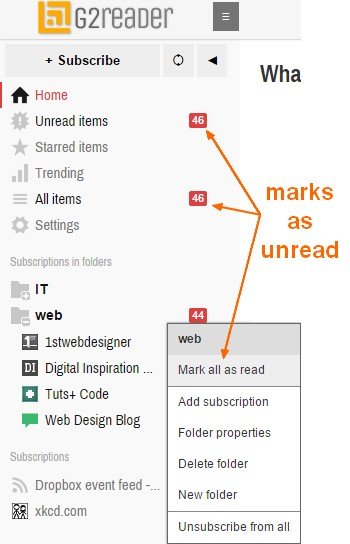 G2reader
☰
+ Subscribe
◄
Wha
Home
Unread items 46
Starred items
Trending
All items 46
Settings
marks
as
unread
Subscriptions in folders
IT
web 44
1st 1stwebdesigner
DI Digital Inspiration ...
Tuts+ Code
Web Design Blog
web
Mark all as read
Add subscription
Folder properties
Delete folder
New folder
Unsubscribe from all
Subscriptions
Dropbox event feed -...
xkcd.com